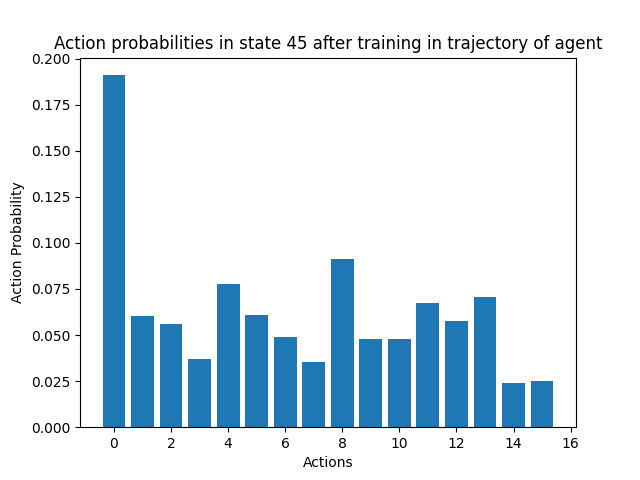 Action probabilities in state 45 after training in trajectory of agent
0.200
0.175
0.150
0.125
0.100
0.075
0.050
0.025
0.000
Action Probability
0 2 4 6 8 10 12 14 16
Actions